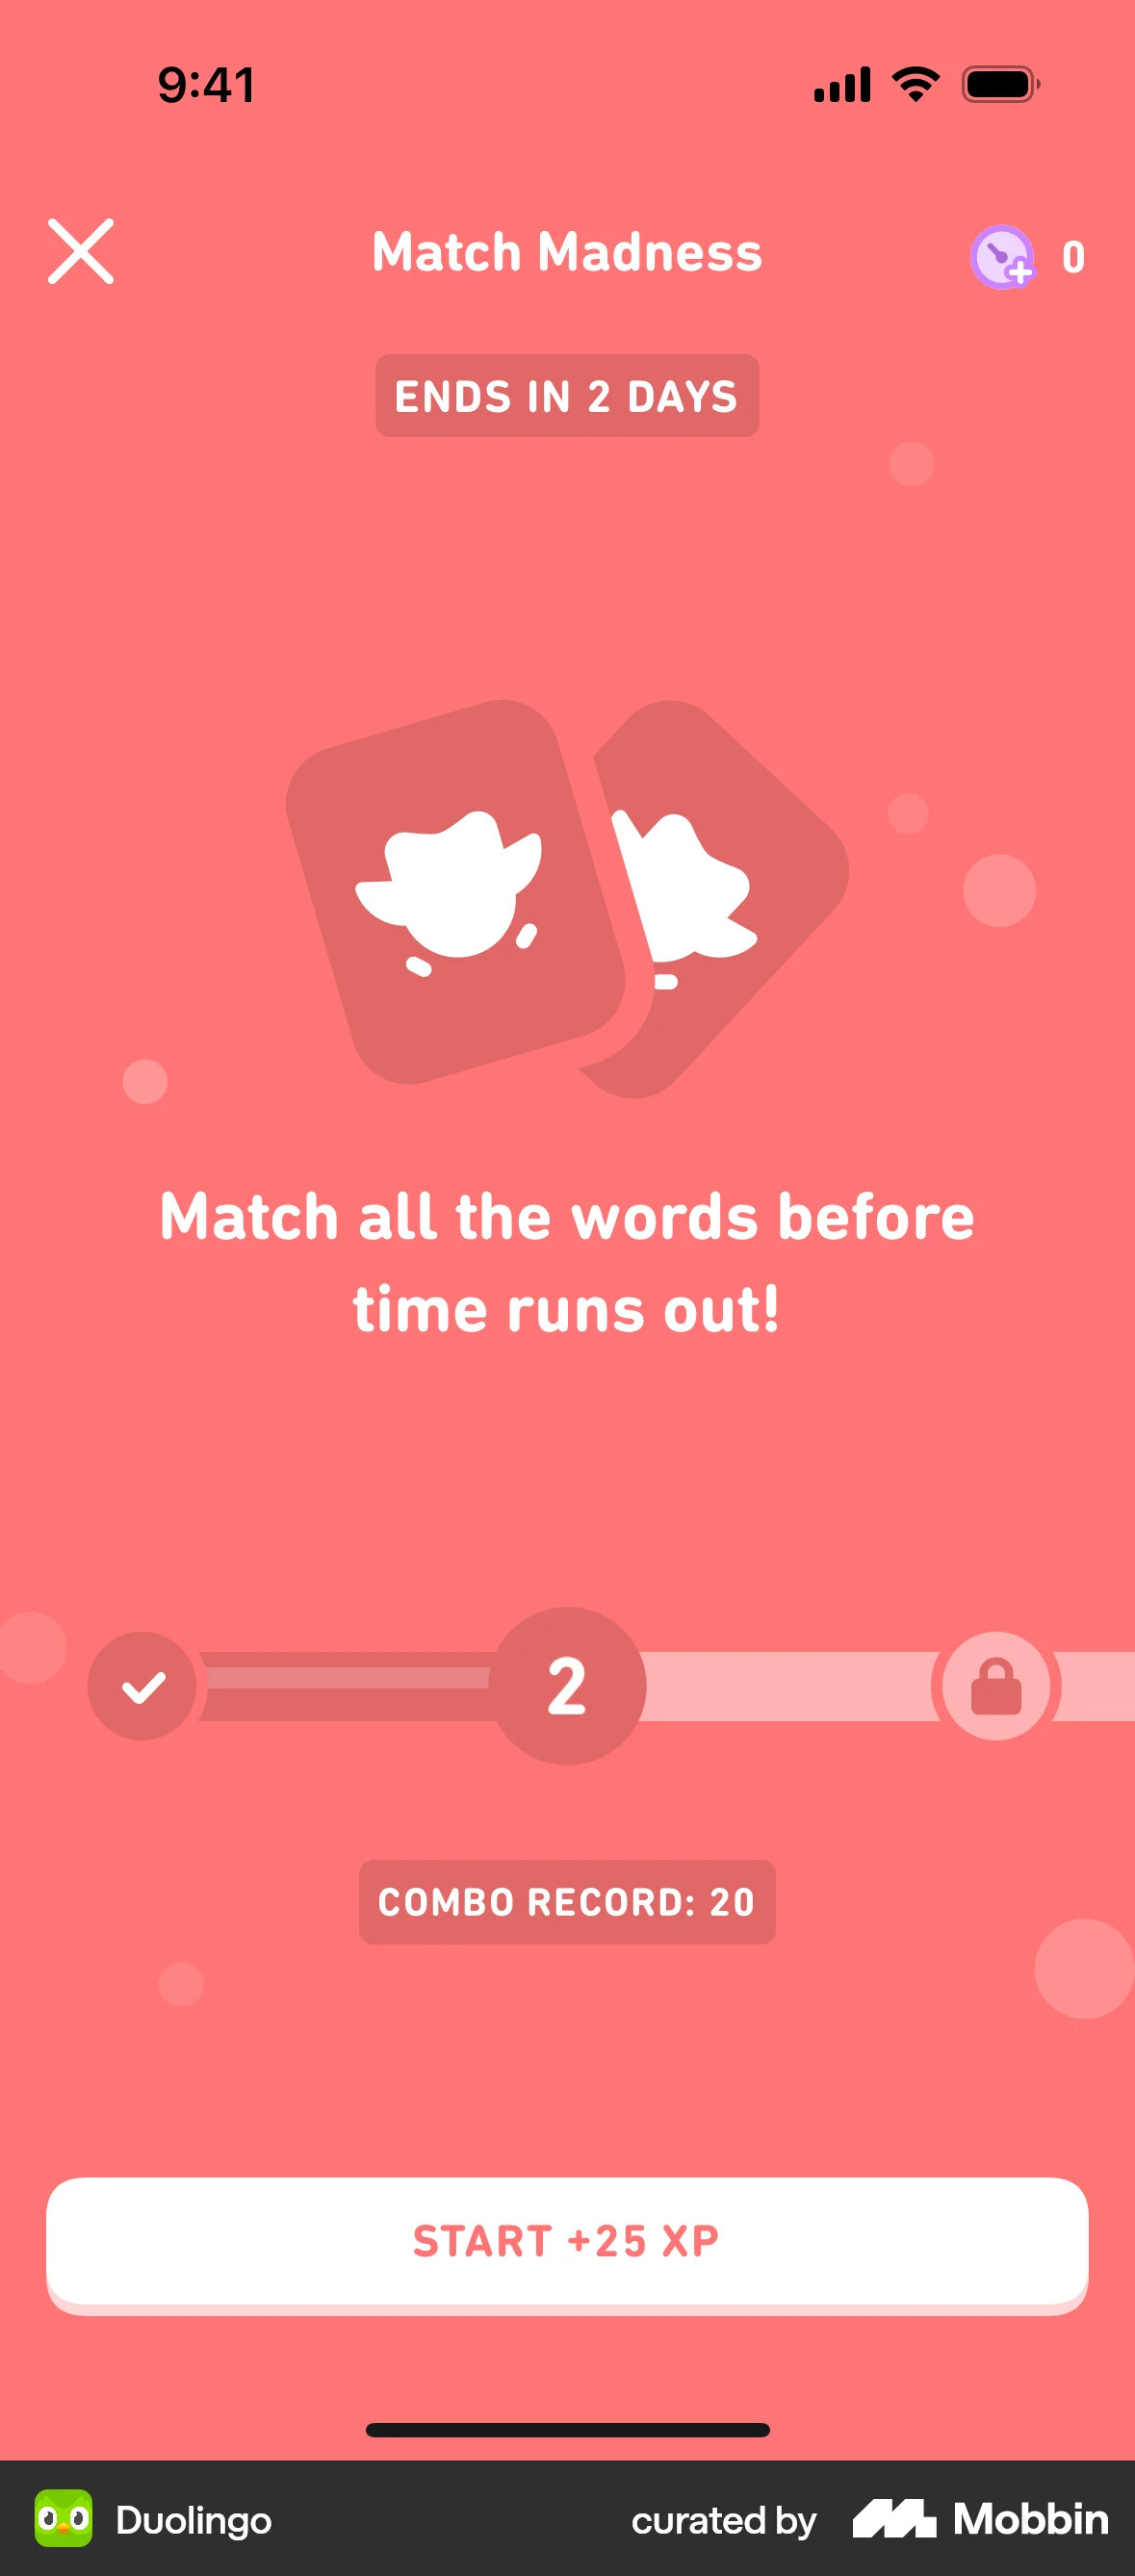 9:41
Match Madness
0
ENDS IN 2 DAYS
Match all the words before
time runs out!
2
COMBO RECORD: 20
START +25 XP
Duolingo
curated by Mobbin